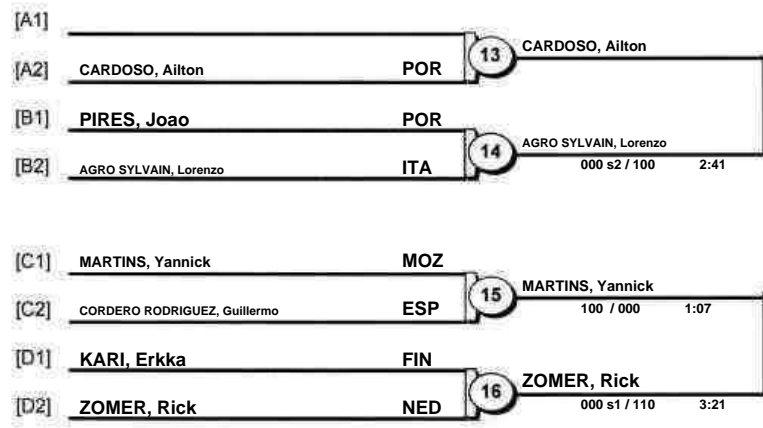 [A1]
13 CARDOSO, Ailton
[A2] CARDOSO, Ailton POR
[B1] PIRES, Joao POR
14 AGRO SYLVAIN, Lorenzo
[B2] AGRO SYLVAIN, Lorenzo ITA 000 s2 / 100 2:41
[C1] MARTINS, Yannick MOZ
15 MARTINS, Yannick
[C2] CORDERO RODRIGUEZ, Guillermo ESP 100 / 000 1:07
[D1] KARI, Erkka FIN
16 ZOMER, Rick
[D2] ZOMER, Rick NED 000 s1 / 110 3:21